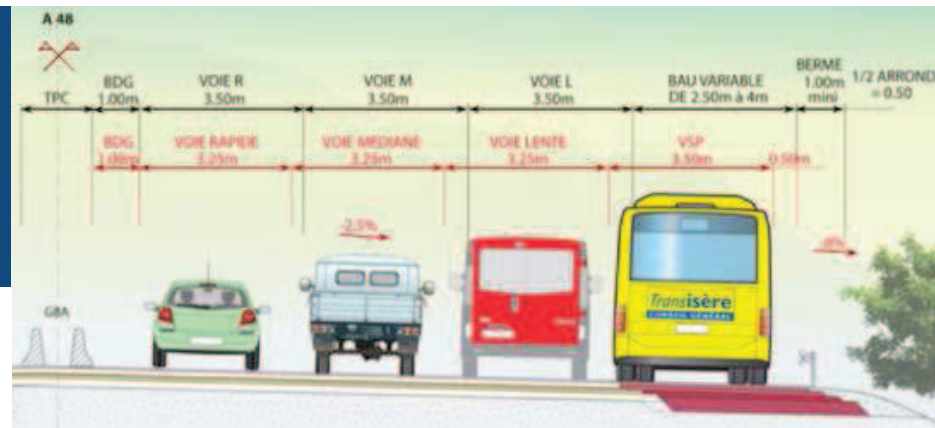 A 48
TPC
BDG
1.00m
VOIE R
3.50m
VOIE M
3.50m
VOIE L
3.50m
BAU VARIABLE
DE 2.50m à 4m
BERME
1.00m
mini
1/2 ARROND
= 0.50
BDG
1.00m
VOIE RAPIDE
3.25m
VOIE MEDIANE
3.25m
VOIE LENTE
3.25m
VSP
3.50m
0.50m
-2,5%
GBA
Transisère
CONSEIL GÉNÉRAL